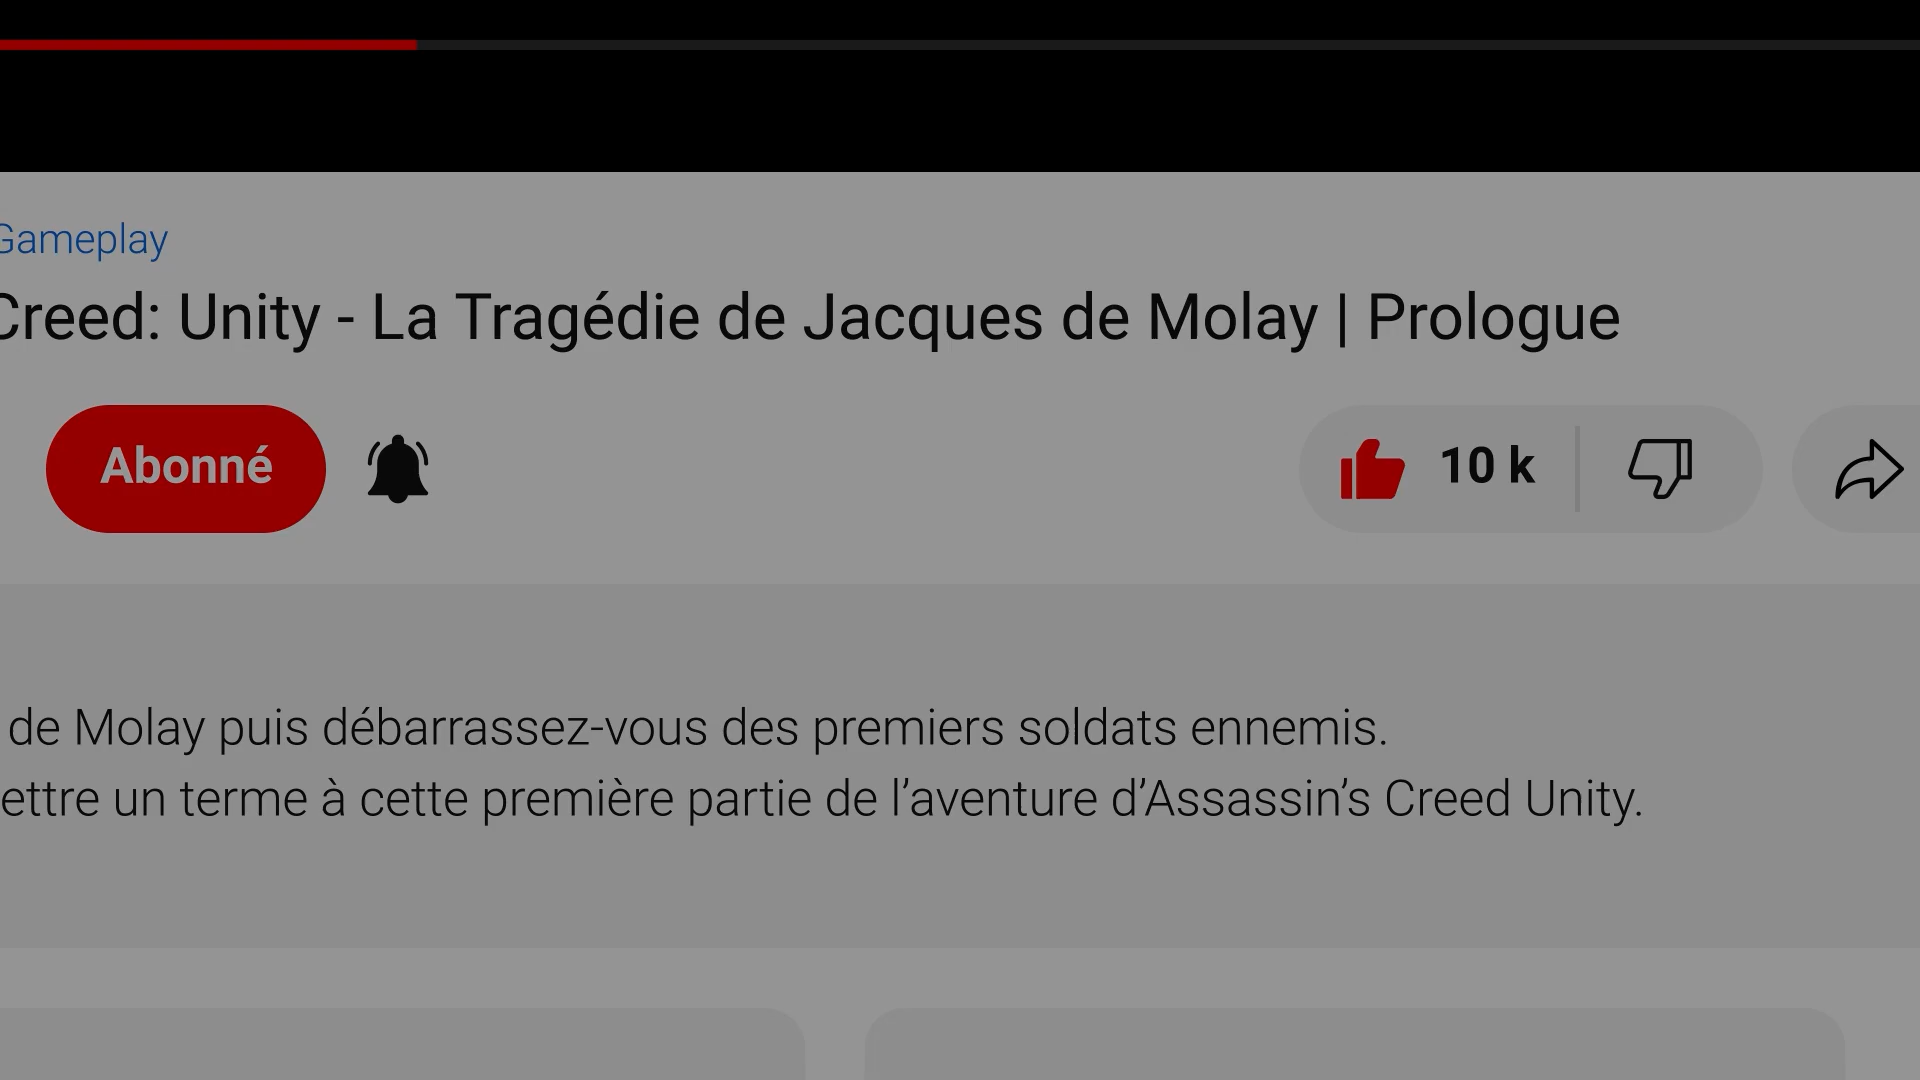 Gameplay
Creed: Unity - La Tragédie de Jacques de Molay | Prologue
Abonné
10 k
de Molay puis débarrassez-vous des premiers soldats ennemis.
ettre un terme à cette première partie de l’aventure d’Assassin’s Creed Unity.